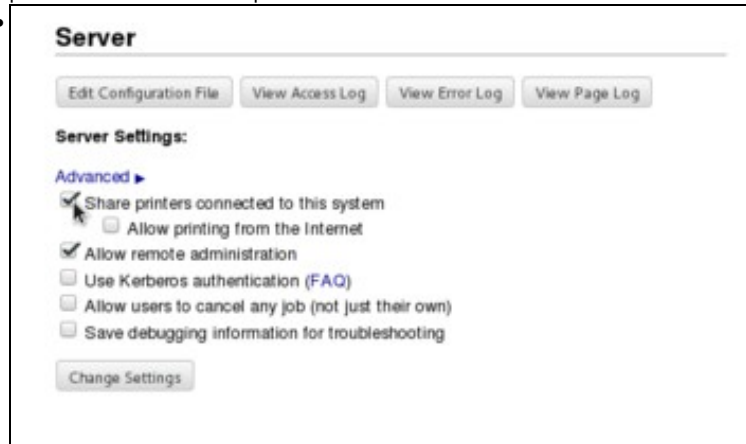 Server
Edit Configuration File View Access Log View Error Log View Page Log
Server Settings:
Advanced ▶
Share printers connected to this system
Allow printing from the Internet
Allow remote administration
Use Kerberos authentication (FAQ)
Allow users to cancel any job (not just their own)
Save debugging information for troubleshooting
Change Settings